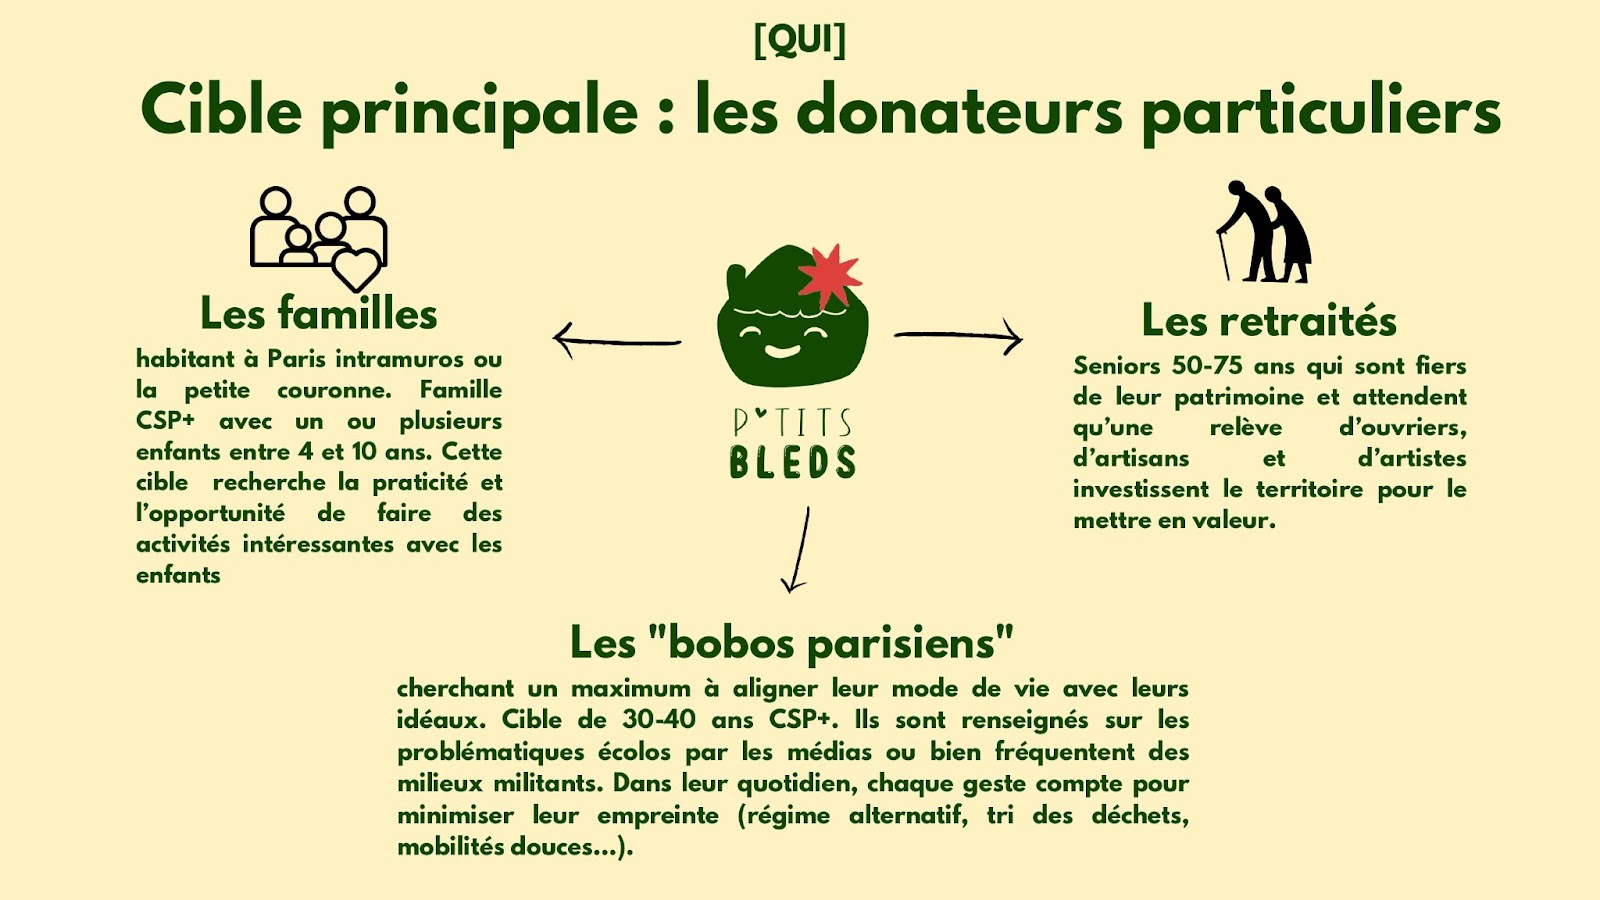 [QUI]
Cible principale : les donateurs particuliers
Les familles
habitant à Paris intramuros ou
la petite couronne. Famille
CSP+ avec un ou plusieurs
enfants entre 4 et 10 ans. Cette
cible recherche la praticité et
l’opportunité de faire des
activités intéressantes avec les
enfants
P'TITS
BLEDS
Les retraités
Seniors 50-75 ans qui sont fiers
de leur patrimoine et attendent
qu’une relève d’ouvriers,
d’artisans et d’artistes
investissent le territoire pour le
mettre en valeur.
Les "bobos parisiens"
cherchant un maximum à aligner leur mode de vie avec leurs
idéaux. Cible de 30-40 ans CSP+. Ils sont renseignés sur les
problématiques écolos par les médias ou bien fréquentent des
milieux militants. Dans leur quotidien, chaque geste compte pour
minimiser leur empreinte (régime alternatif, tri des déchets,
mobilités douces...).